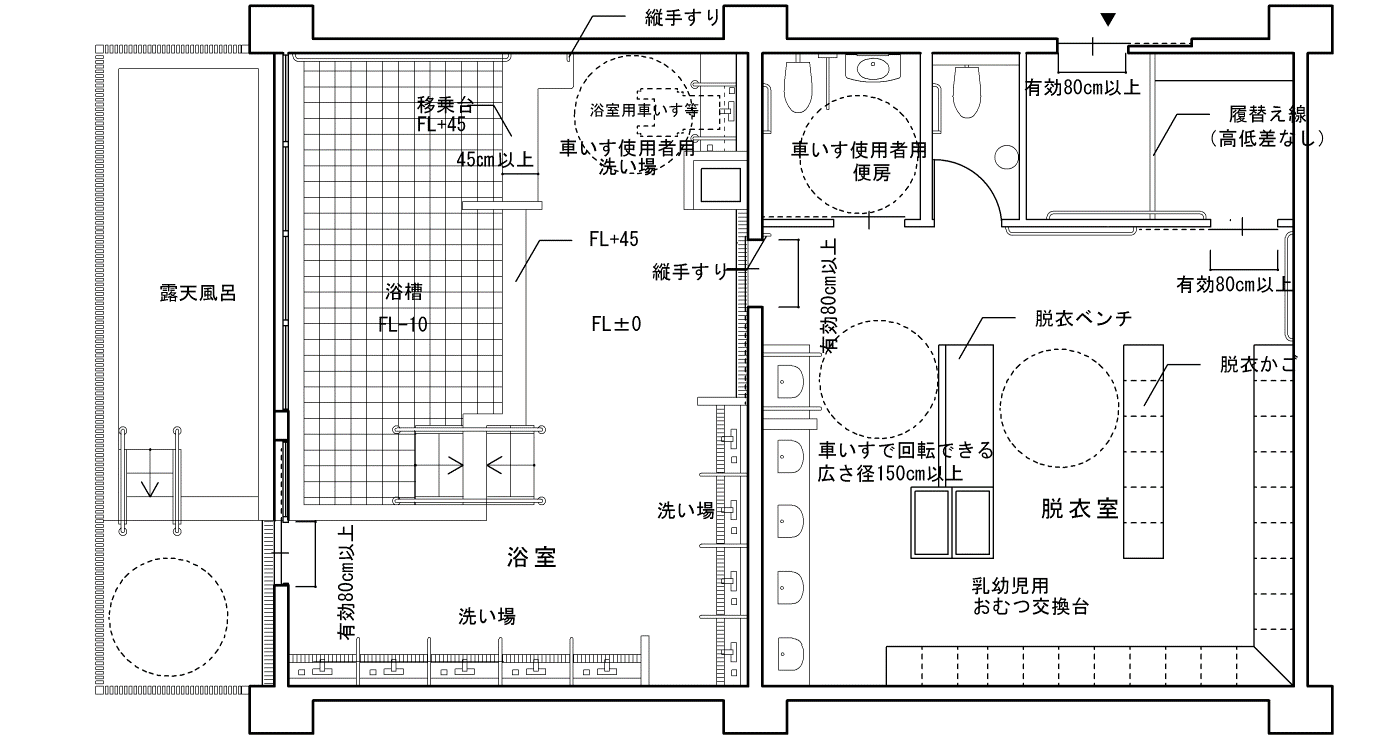 縦手すり
有効80cm以上
履替え線
(高低差なし)
移乗台
FL+45
45cm以上
浴室用車いす等
車いす使用者用
洗い場
車いす使用者用
便房
FL+45
縦手すり
有効80cm以上
有効80cm以上
露天風呂
浴槽
FL-10
FL±0
脱衣ベンチ
脱衣かご
車いすで回転できる
広さ径150cm以上
洗い場
脱衣室
浴室
有効80cm以上
乳幼児用
おむつ交換台
洗い場